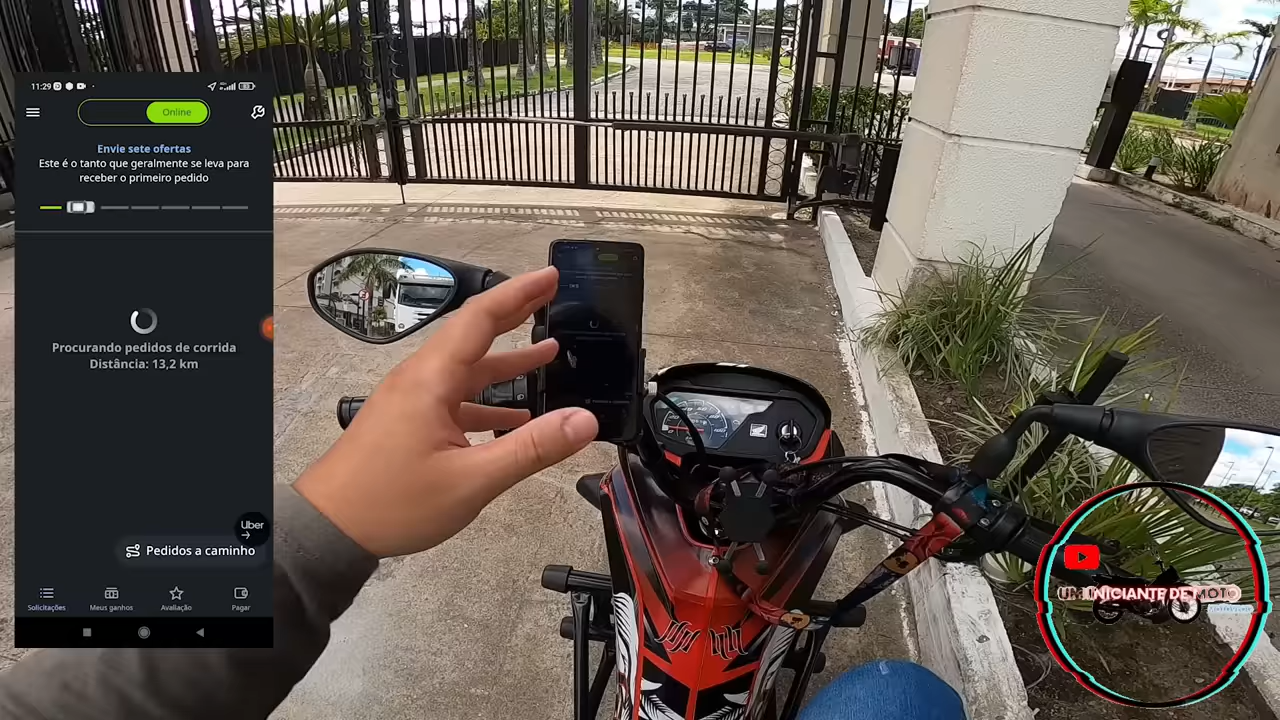 11:29
Online
Envie sete ofertas
Este é o tanto que geralmente se leva para
receber o primeiro pedido
Procurando pedidos de corrida
Distância: 13,2 km
Uber
Pedidos a caminho
Solicitações
Meus ganhos
Avaliação
Pagar
UM INICIANTE DE MOTO